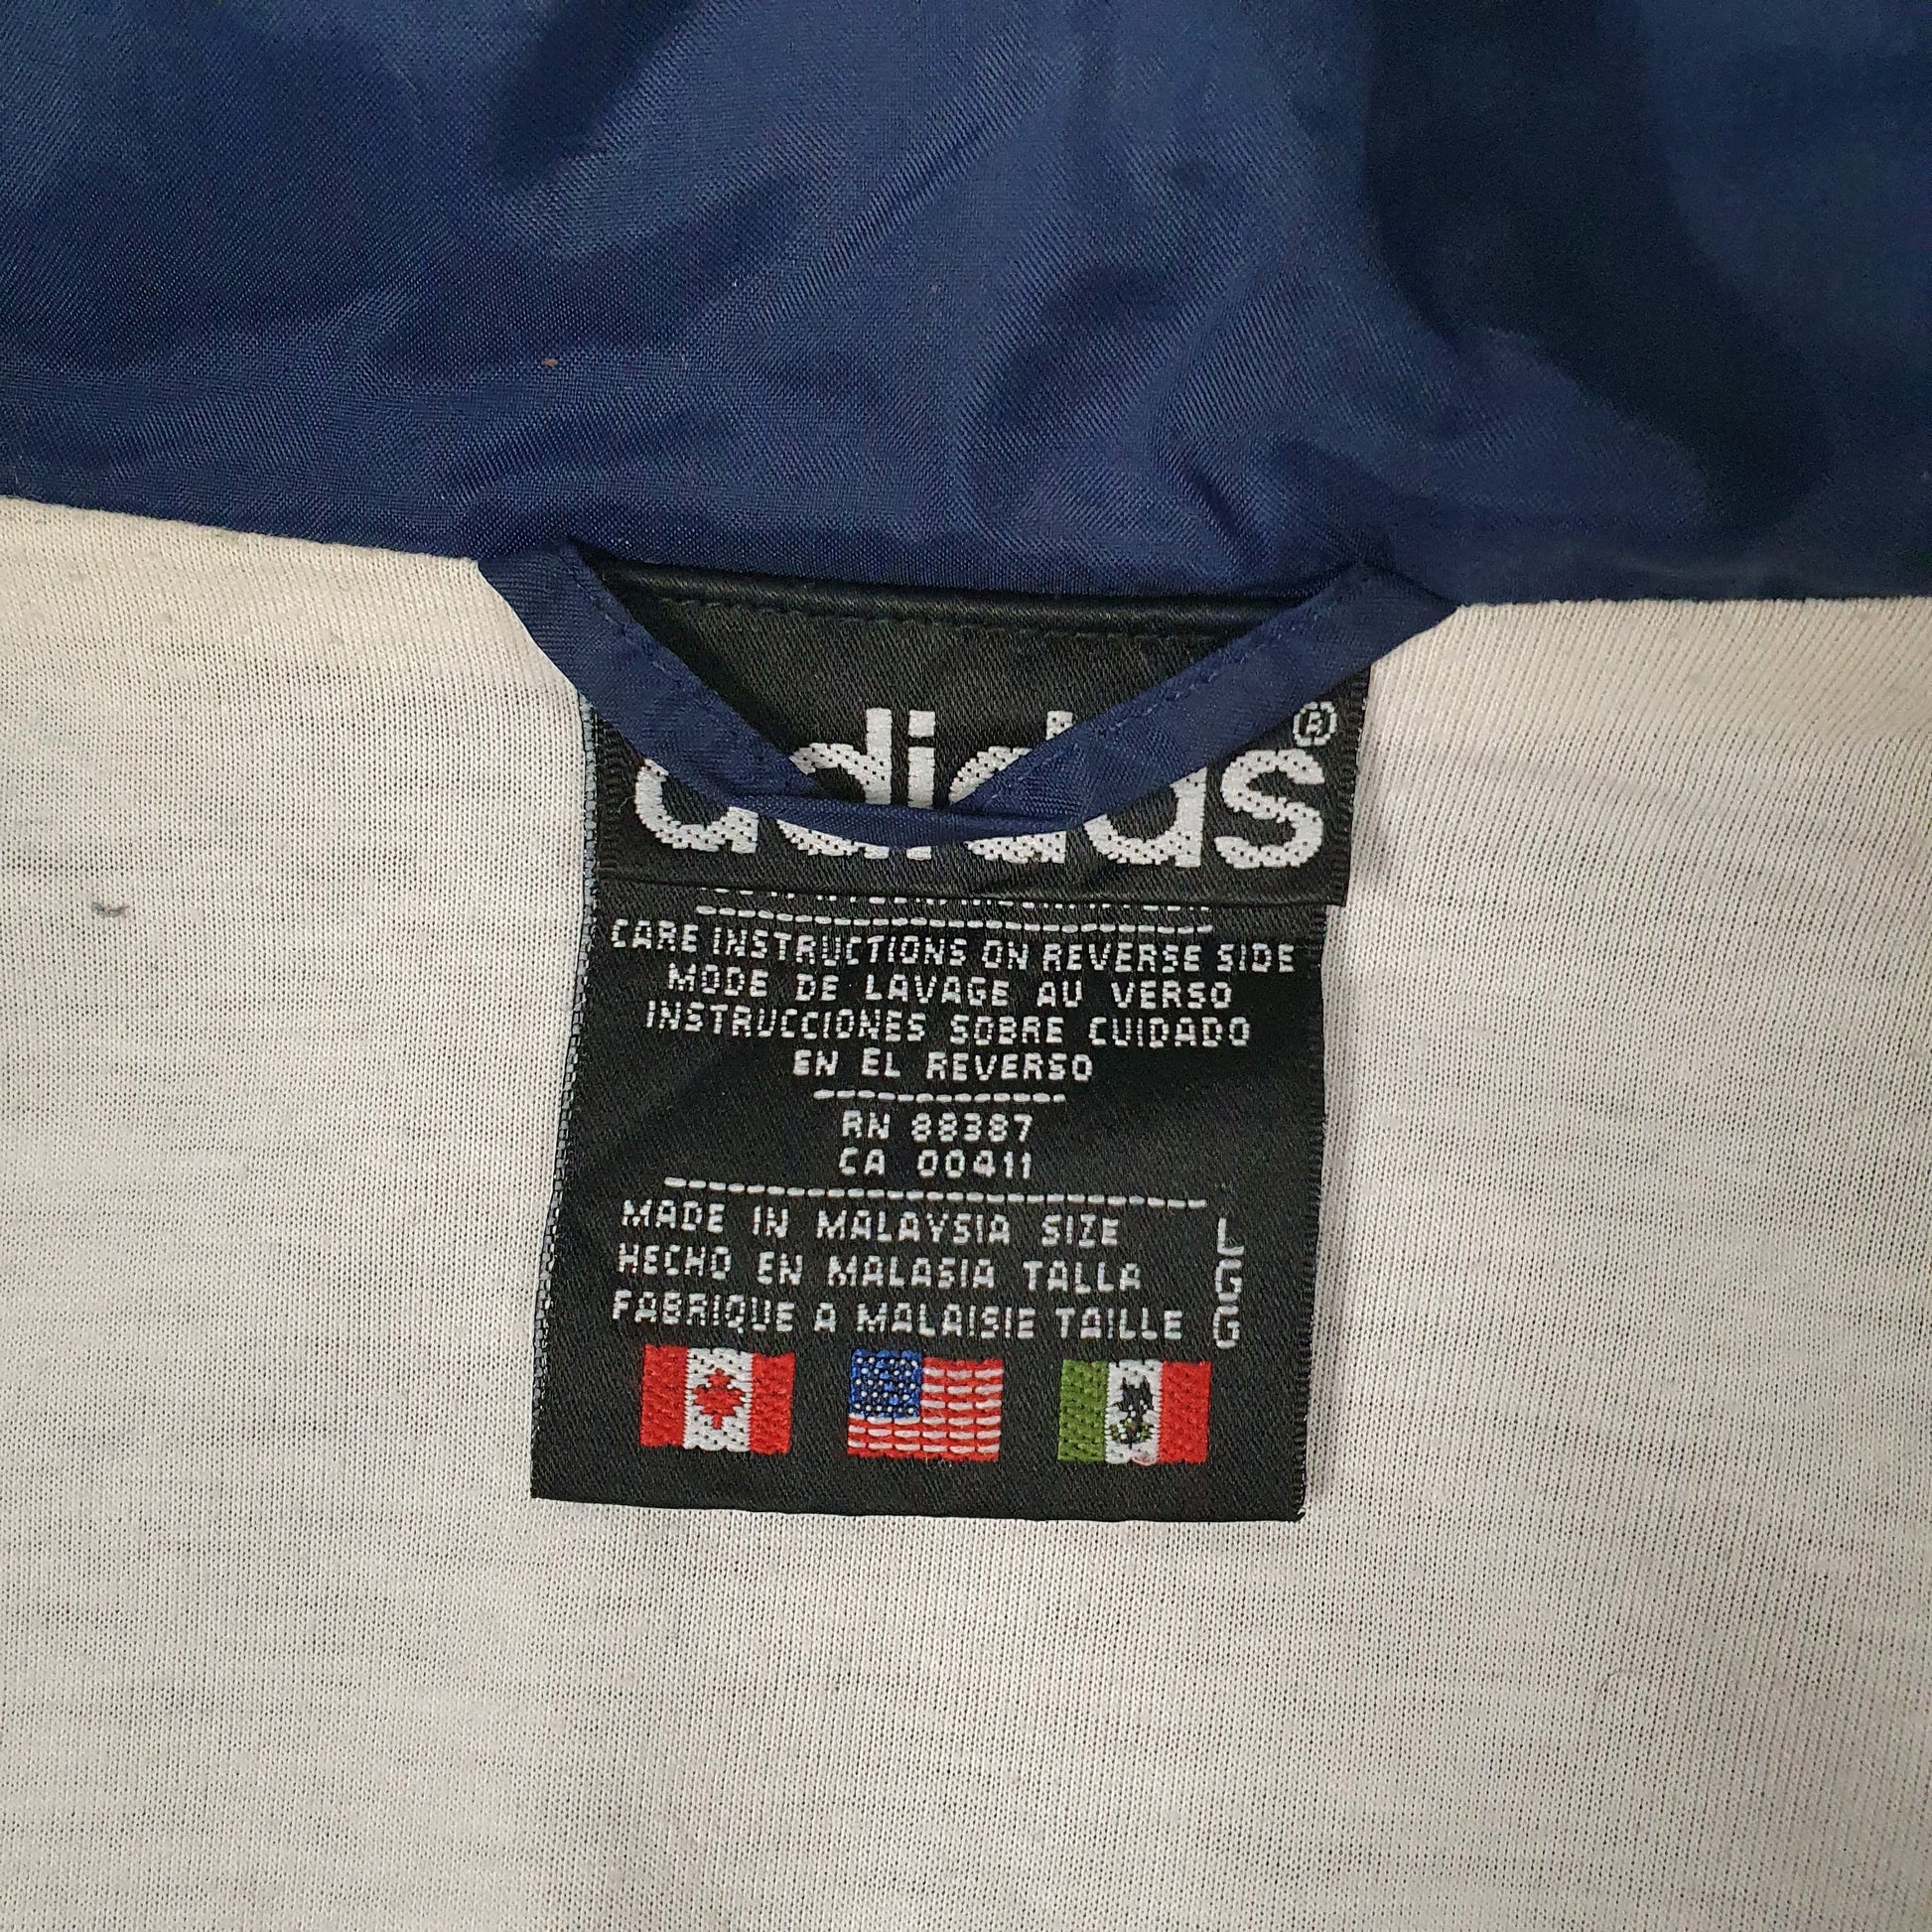 adidas®
CARE INSTRUCTIONS ON REVERSE SIDE
MODE DE LAVAGE AU VERSO
INSTRUCCIONES SOBRE CUIDADO
EN EL REVERSO
RN 88387
CA 00411
MADE IN MALAYSIA SIZE L
HECHO EN MALASIA TALLA G
FABRIQUE A MALAISIE TAILLE G